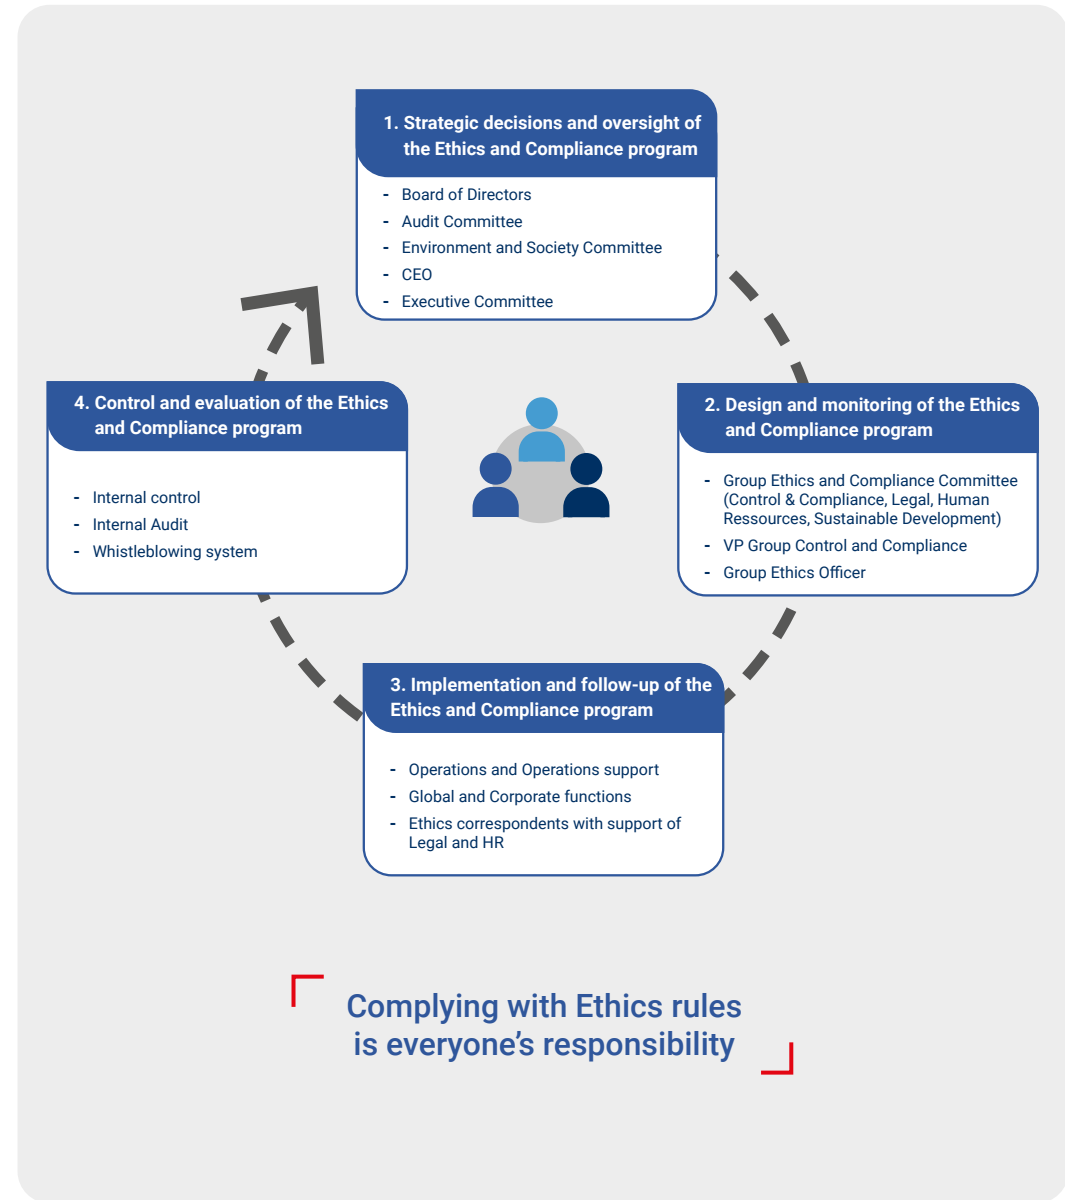 1. Strategic decisions and oversight of
the Ethics and Compliance program
- Board of Directors
- Audit Committee
- Environment and Society Committee
- CEO
- Executive Committee
2. Design and monitoring of the Ethics
and Compliance program
- Group Ethics and Compliance Committee
(Control & Compliance, Legal, Human
Ressources, Sustainable Development)
- VP Group Control and Compliance
- Group Ethics Officer
3. Implementation and follow-up of the
Ethics and Compliance program
- Operations and Operations support
- Global and Corporate functions
- Ethics correspondents with support of
Legal and HR
4. Control and evaluation of the Ethics
and Compliance program
- Internal control
- Internal Audit
- Whistleblowing system
Complying with Ethics rules
is everyone’s responsibility